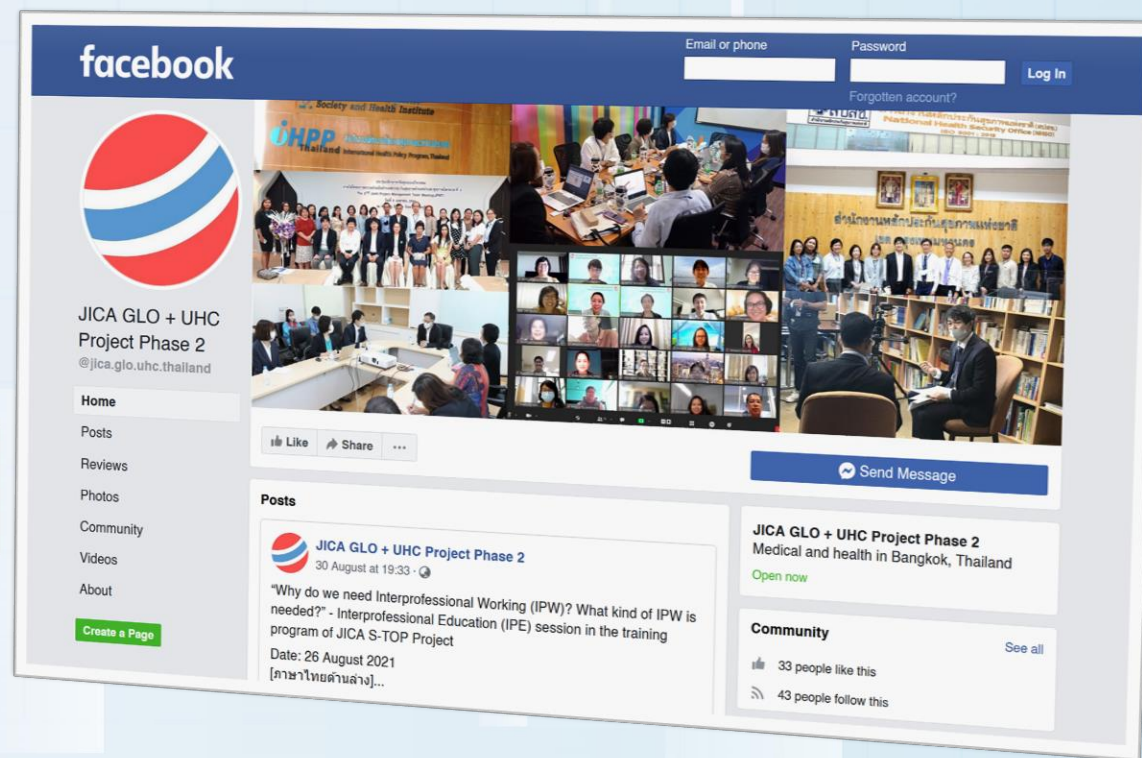 facebook
Email or phone
Password
Log In
Forgotten account?
Society and Health Institute
iHPP
Thailand
International Health Policy Program, Thailand
National Health Security Office
สำนักงานหลักประกันสุขภาพแห่งชาติ
JICA GLO + UHC
Project Phase 2
@jica.glo.uhc.thailand
Home
Posts
Reviews
Photos
Community
Videos
About
Create a Page
Like
Share
...
Send Message
Posts
JICA GLO + UHC Project Phase 2
30 August at 19:33 ·
“Why do we need Interprofessional Working (IPW)? What kind of IPW is
needed?” - Interprofessional Education (IPE) session in the training
program of JICA S-TOP Project
Date: 26 August 2021
[ภาษาไทยด้านล่าง]...
JICA GLO + UHC Project Phase 2
Medical and health in Bangkok, Thailand
Open now
Community
See all
33 people like this
43 people follow this